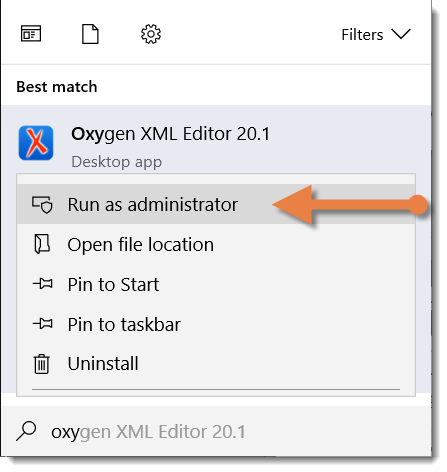 Filters
Best match
Oxygen XML Editor 20.1
Desktop app
Run as administrator
Open file location
Pin to Start
Pin to taskbar
Uninstall
oxygen XML Editor 20.1